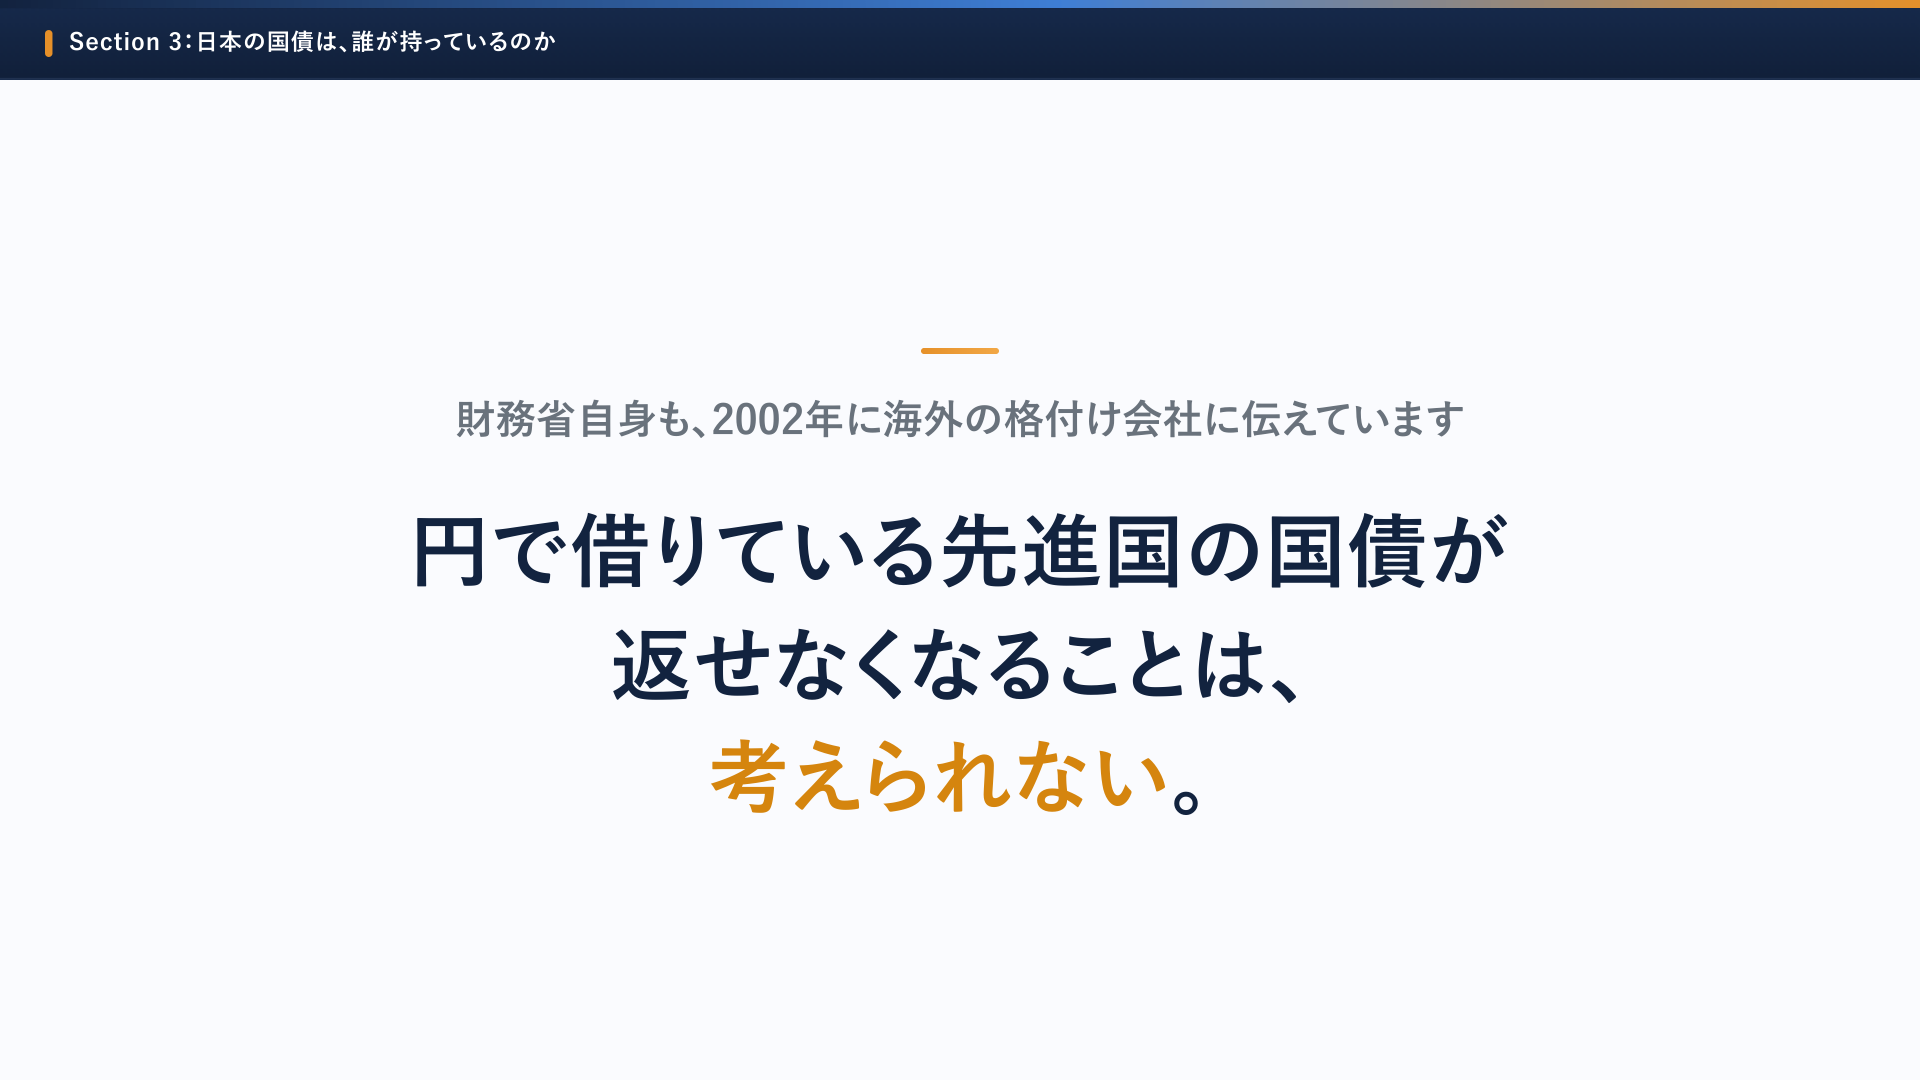 Section 3：日本の国債は、誰が持っているのか
財務省自身も、2002年に海外の格付け会社に伝えています
円で借りている先進国の国債が
返せなくなることは、
考えられない。